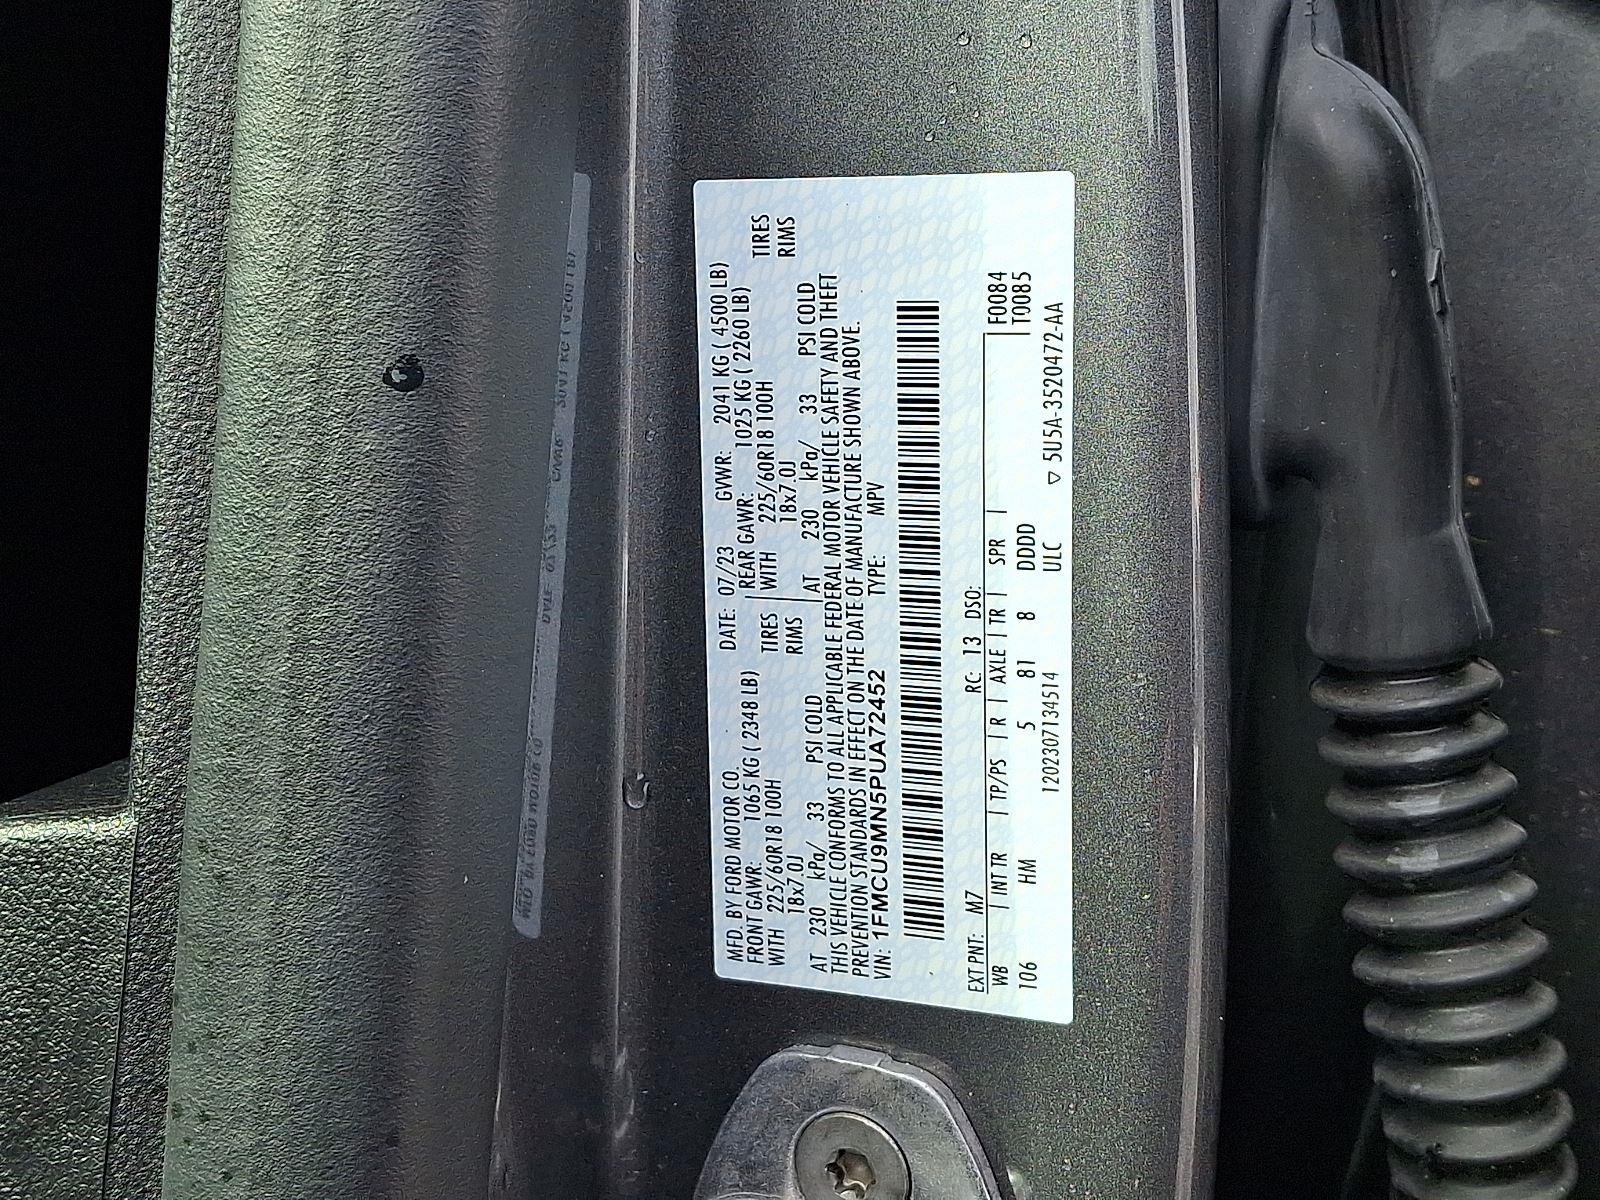 MFD. BY FORD MOTOR CO. DATE: 07/23 GVWR: 2041 KG ( 4500 LB)
FRONT GAWR: 1065 KG ( 2348 LB) REAR GAWR: 1025 KG ( 2260 LB)
WITH 225/60R18 100H TIRES WITH 225/60R18 100H TIRES
18x7.0J RIMS 18x7.0J RIMS
AT 230 kPa/ 33 PSI COLD AT 230 kPa/ 33 PSI COLD
THIS VEHICLE CONFORMS TO ALL APPLICABLE FEDERAL MOTOR VEHICLE SAFETY AND THEFT
PREVENTION STANDARDS IN EFFECT ON THE DATE OF MANUFACTURE SHOWN ABOVE.
VIN: 1FMCU9MN5PUA72452 TYPE: MPV
EXT PNT: M7 RC: 13 DSO:
WB INT TR TP/PS R AXLE TR SPR F0084
106 HM 5 81 8 DDDD T0085
1202307134514 ULC ▽ 5U5A-3520472-AA